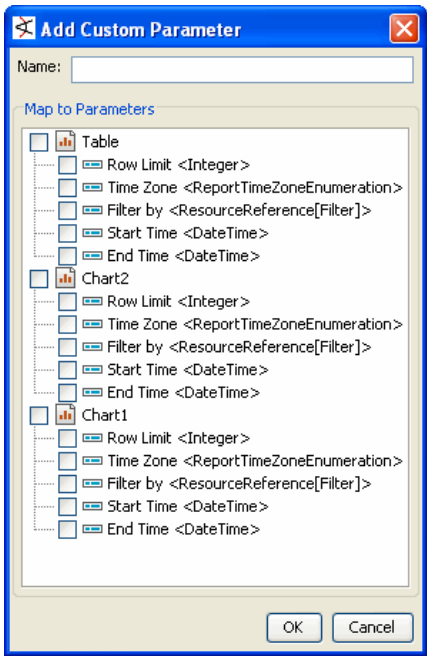 Add Custom Parameter
Name:
Map to Parameters
Table
Row Limit <Integer>
Time Zone <ReportTimeZoneEnumeration>
Filter by <ResourceReference[Filter]>
Start Time <DateTime>
End Time <DateTime>
Chart2
Row Limit <Integer>
Time Zone <ReportTimeZoneEnumeration>
Filter by <ResourceReference[Filter]>
Start Time <DateTime>
End Time <DateTime>
Chart1
Row Limit <Integer>
Time Zone <ReportTimeZoneEnumeration>
Filter by <ResourceReference[Filter]>
Start Time <DateTime>
End Time <DateTime>
OK Cancel